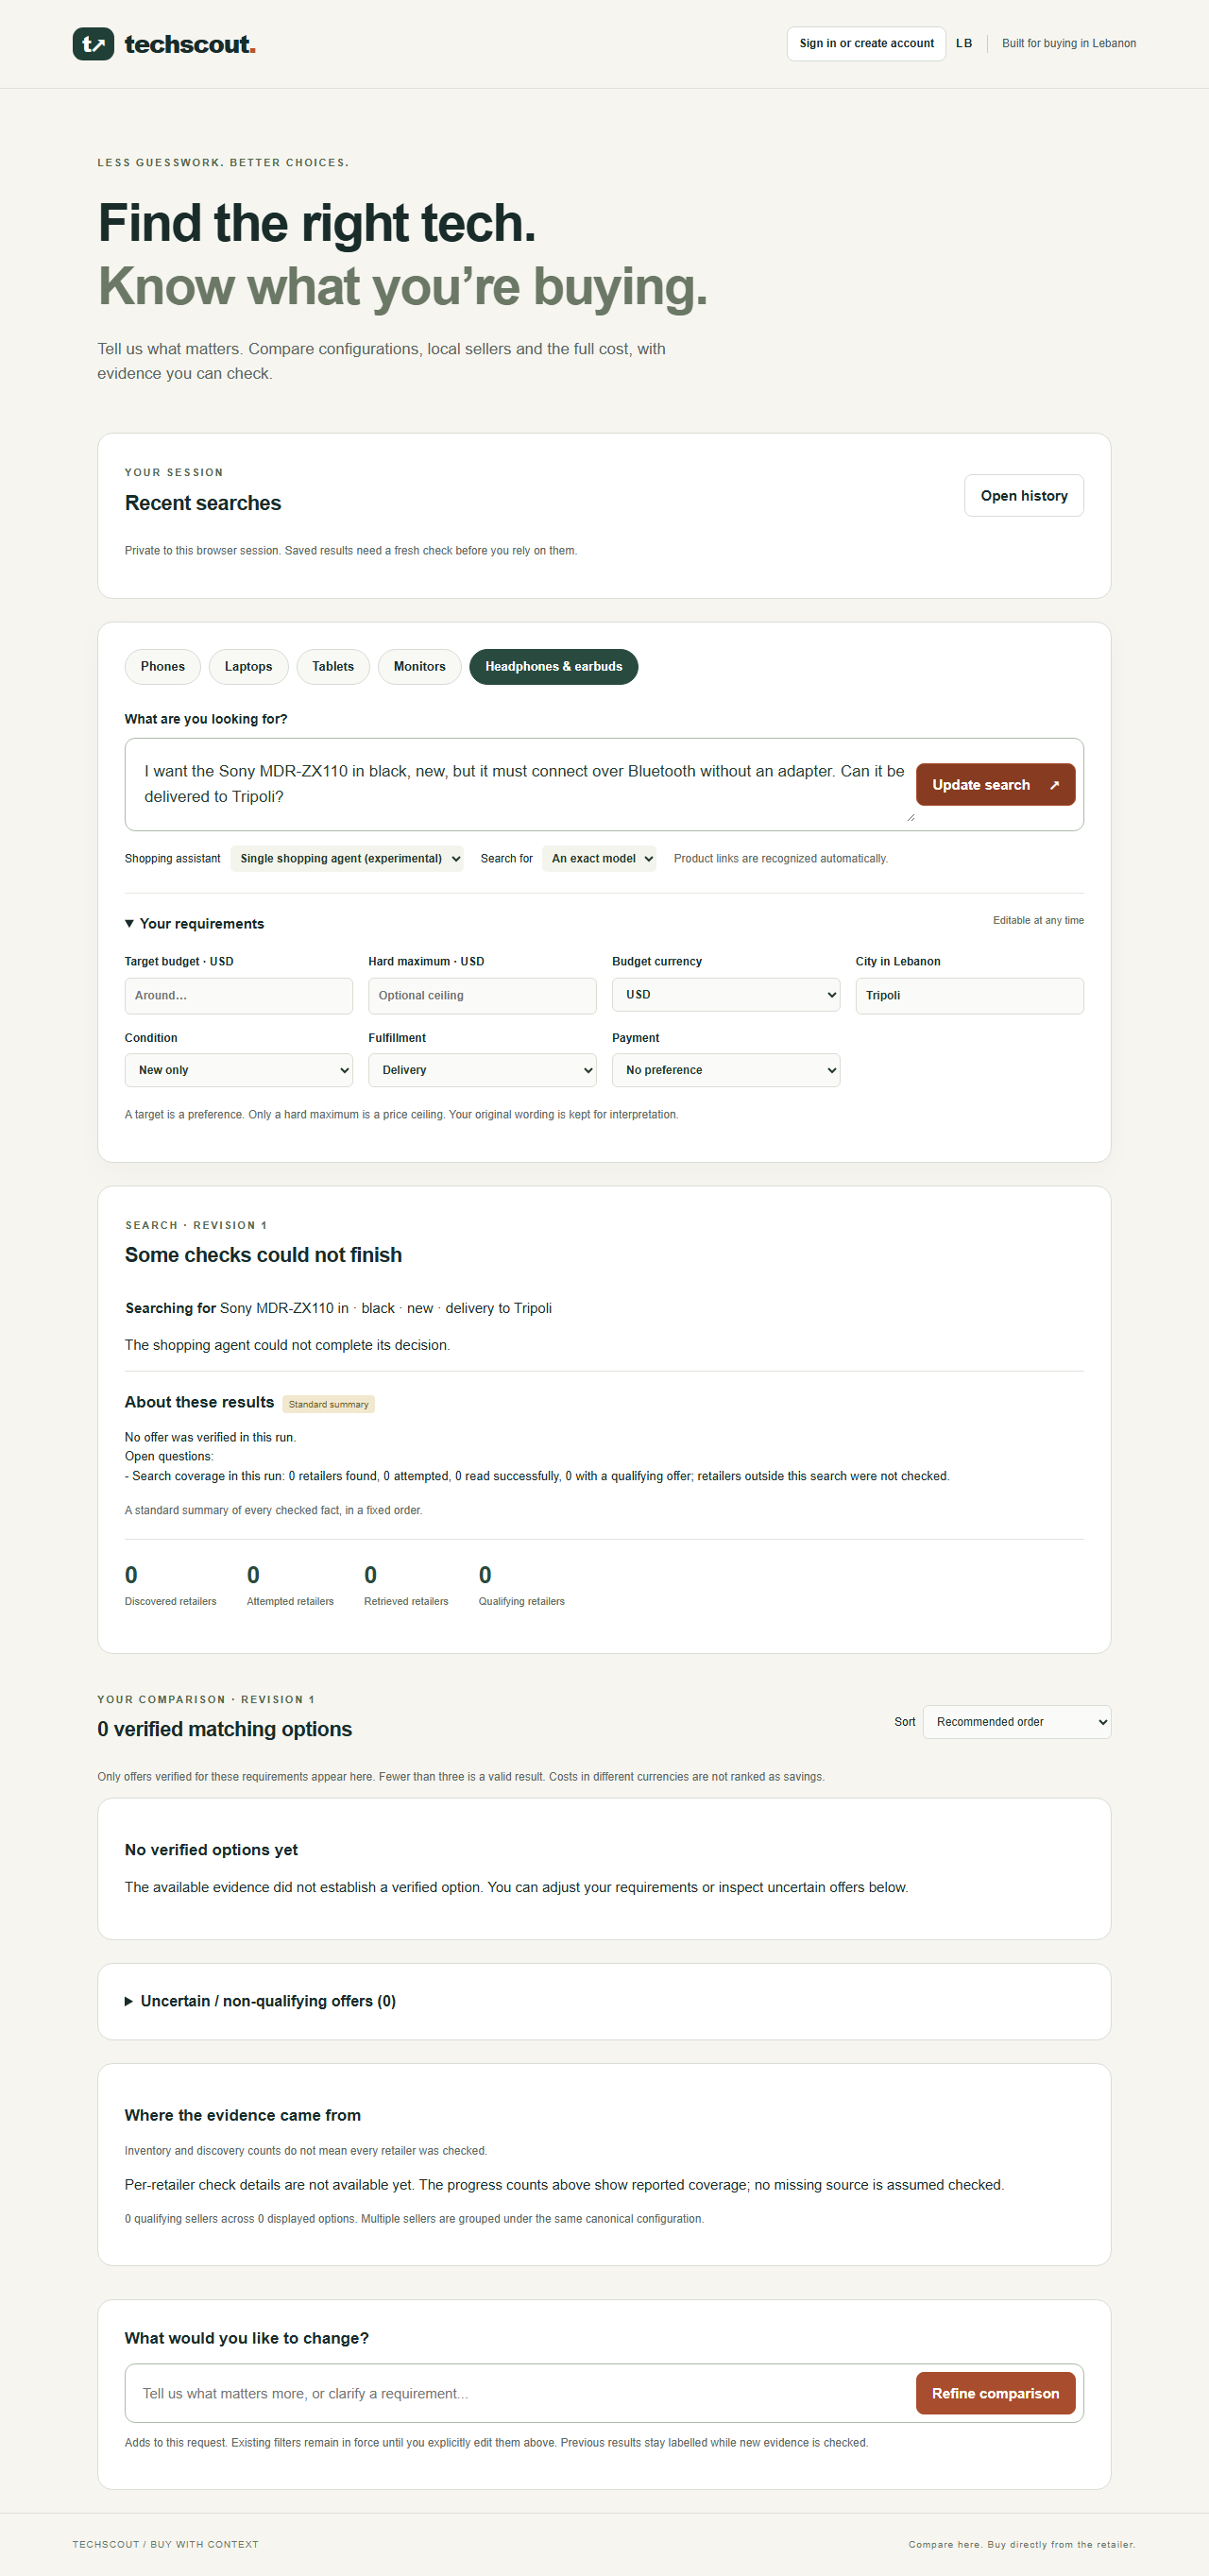 t↗ techscout.
Sign in or create account
LB
Built for buying in Lebanon
LESS GUESSWORK. BETTER CHOICES.
Find the right tech.
Know what you’re buying.
Tell us what matters. Compare configurations, local sellers and the full cost, with
evidence you can check.
YOUR SESSION
Recent searches
Open history
Private to this browser session. Saved results need a fresh check before you rely on them.
Phones
Laptops
Tablets
Monitors
Headphones & earbuds
What are you looking for?
I want the Sony MDR-ZX110 in black, new, but it must connect over Bluetooth without an adapter. Can it be
delivered to Tripoli?
Update search ↗
Shopping assistant
Single shopping agent (experimental)
Search for
An exact model
Product links are recognized automatically.
▼ Your requirements
Editable at any time
Target budget · USD
Hard maximum · USD
Budget currency
City in Lebanon
Around...
Optional ceiling
USD
Tripoli
Condition
Fulfillment
Payment
New only
Delivery
No preference
A target is a preference. Only a hard maximum is a price ceiling. Your original wording is kept for interpretation.
SEARCH · REVISION 1
Some checks could not finish
Searching for Sony MDR-ZX110 in · black · new · delivery to Tripoli
The shopping agent could not complete its decision.
About these results
Standard summary
No offer was verified in this run.
Open questions:
- Search coverage in this run: 0 retailers found, 0 attempted, 0 read successfully, 0 with a qualifying offer; retailers outside this search were not checked.
A standard summary of every checked fact, in a fixed order.
0
0
0
0
Discovered retailers
Attempted retailers
Retrieved retailers
Qualifying retailers
YOUR COMPARISON · REVISION 1
0 verified matching options
Sort
Recommended order
Only offers verified for these requirements appear here. Fewer than three is a valid result. Costs in different currencies are not ranked as savings.
No verified options yet
The available evidence did not establish a verified option. You can adjust your requirements or inspect uncertain offers below.
▶ Uncertain / non-qualifying offers (0)
Where the evidence came from
Inventory and discovery counts do not mean every retailer was checked.
Per-retailer check details are not available yet. The progress counts above show reported coverage; no missing source is assumed checked.
0 qualifying sellers across 0 displayed options. Multiple sellers are grouped under the same canonical configuration.
What would you like to change?
Tell us what matters more, or clarify a requirement...
Refine comparison
Adds to this request. Existing filters remain in force until you explicitly edit them above. Previous results stay labelled while new evidence is checked.
TECHSCOUT / BUY WITH CONTEXT
Compare here. Buy directly from the retailer.